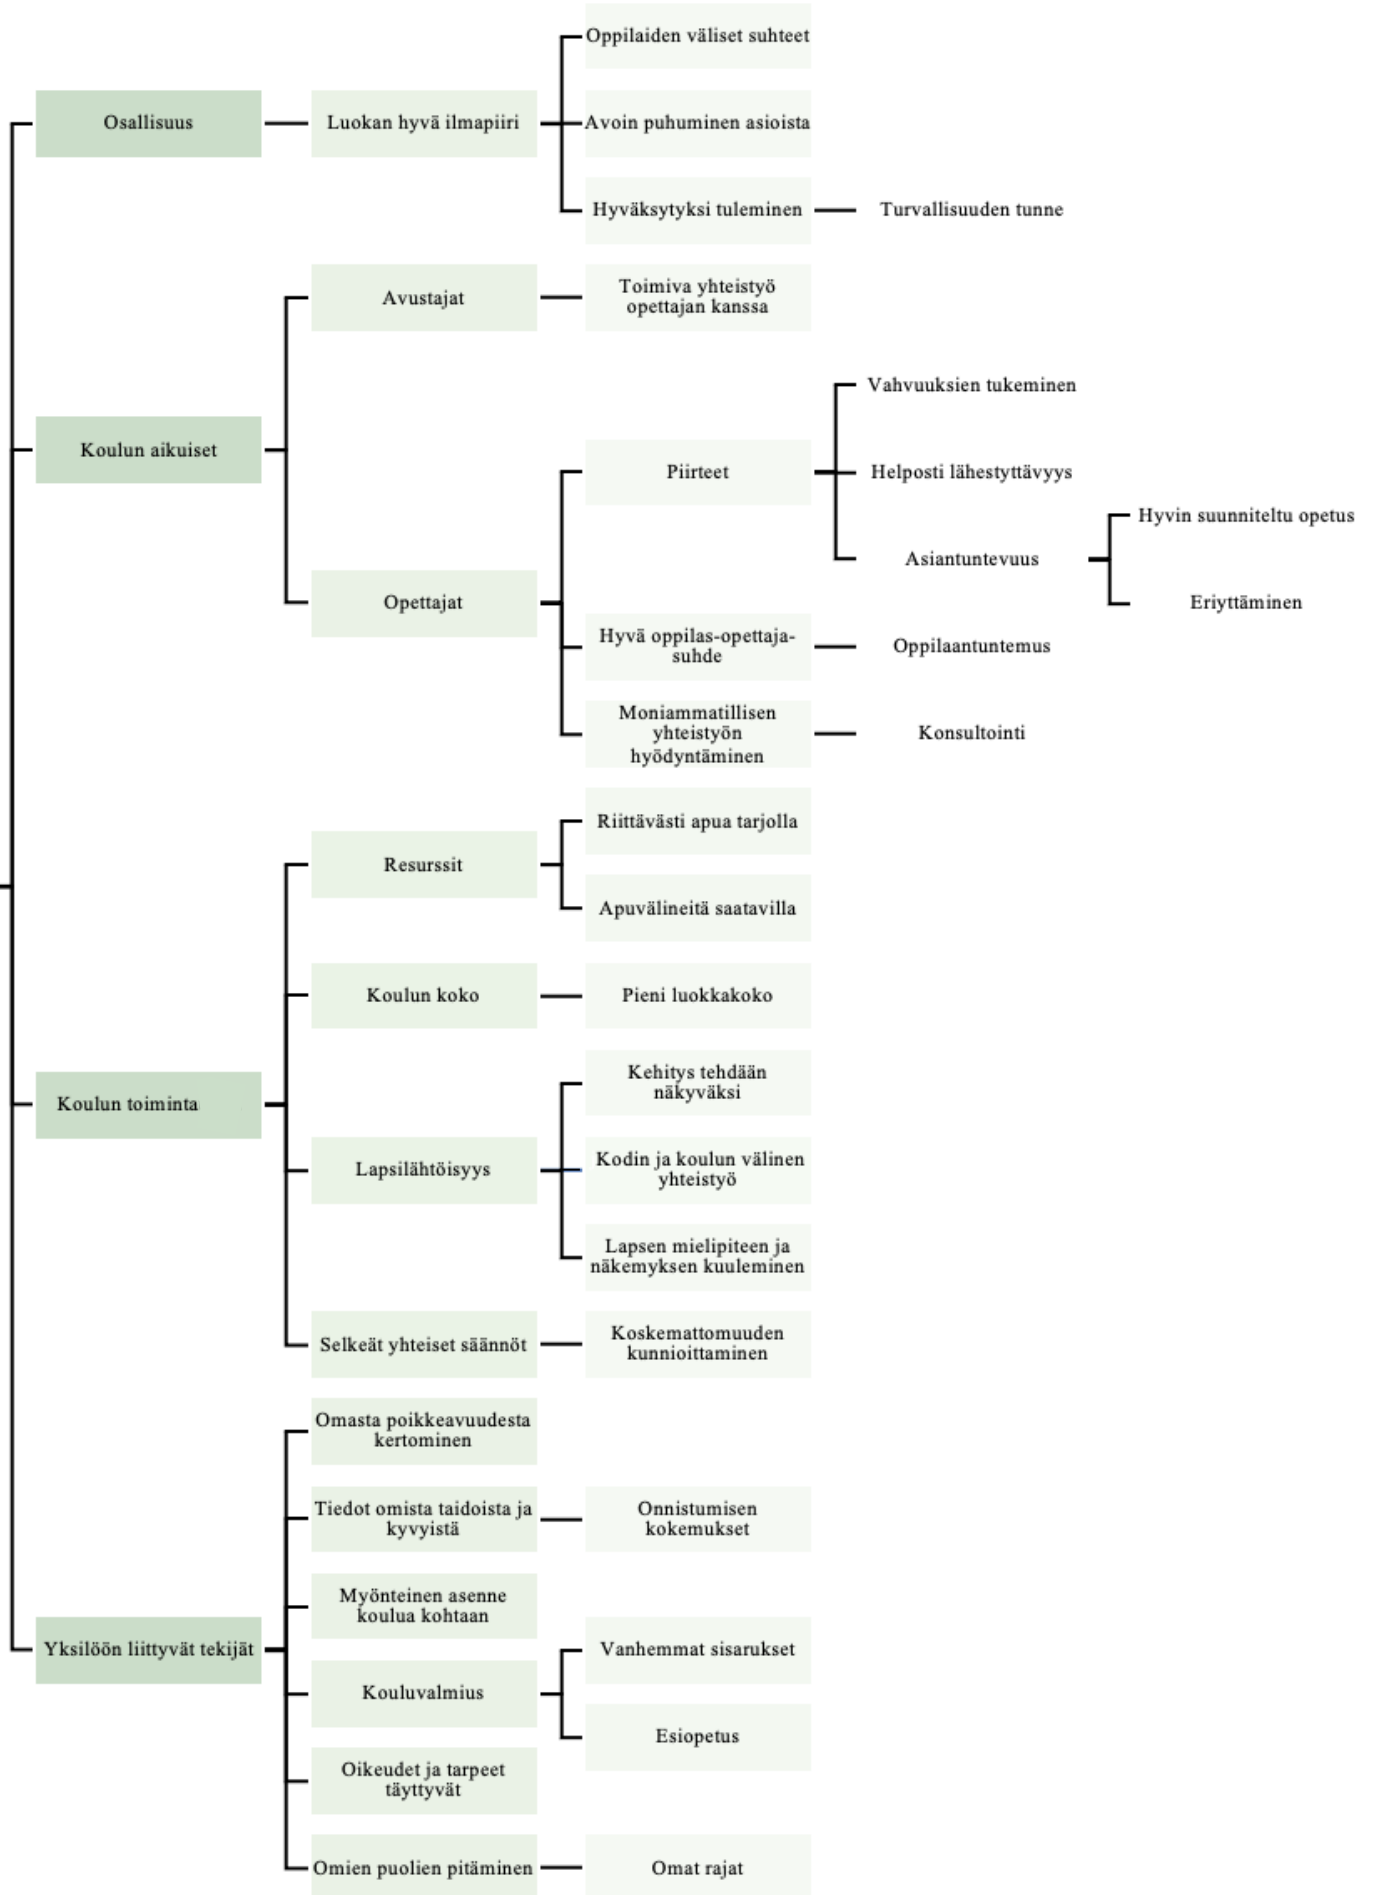 Oppilaiden väliset suhteet
Osallisuus
Luokan hyvä ilmapiiri
Avoin puhuminen asioista
Hyväksytyksi tuleminen
Turvallisuuden tunne
Avustajat
Toimiva yhteistyö
opettajan kanssa
Vahvuuksien tukeminen
Koulun aikuiset
Piirteet
Helposti lähestyttävyys
Hyvin suunniteltu opetus
Asiantuntevuus
Opettajat
Eriyttäminen
Hyvä oppilas-opettaja-
suhde
Oppilaantuntemus
Moniammatillisen
yhteistyön
hyödyntäminen
Konsultointi
Riittävästi apua tarjolla
Resurssit
Apuvälineitä saatavilla
Koulun koko
Pieni luokkakoko
Kehitys tehdään
näkyväksi
Koulun toiminta
Lapsilähtöisyys
Kodin ja koulun välinen
yhteistyö
Lapsen mielipiteen ja
näkemyksen kuuleminen
Selkeät yhteiset säännöt
Koskemattomuuden
kunnioittaminen
Omasta poikkeavuudesta
kertominen
Tiedot omista taidoista ja
kyvyistä
Onnistumisen
kokemukset
Myönteinen asenne
koulua kohtaan
Yksilöön liittyvät tekijät
Vanhemmat sisarukset
Kouluvalmius
Esiopetus
Oikeudet ja tarpeet
täyttyvät
Omien puolien pitäminen
Omat rajat